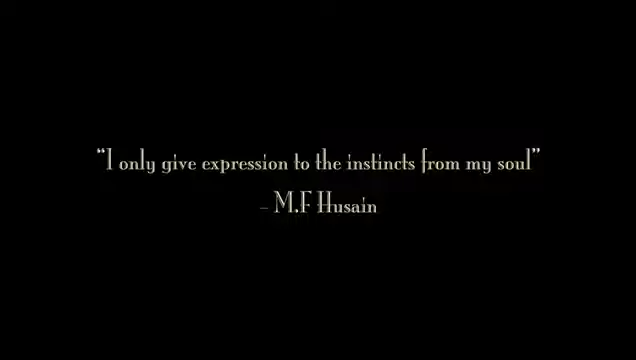 “I only give expression to the instincts from my soul”
– M.F Husain